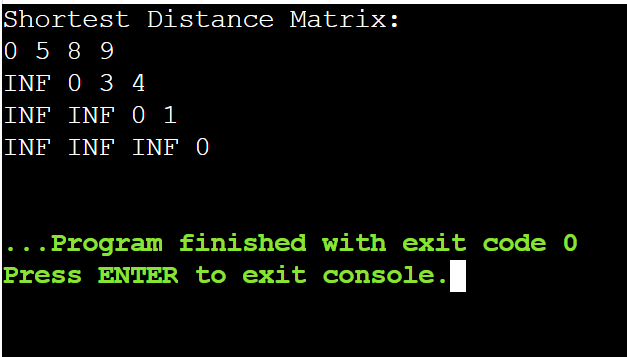 Shortest Distance Matrix:
0 5 8 9
INF 0 3 4
INF INF 0 1
INF INF INF 0
...Program finished with exit code 0
Press ENTER to exit console.